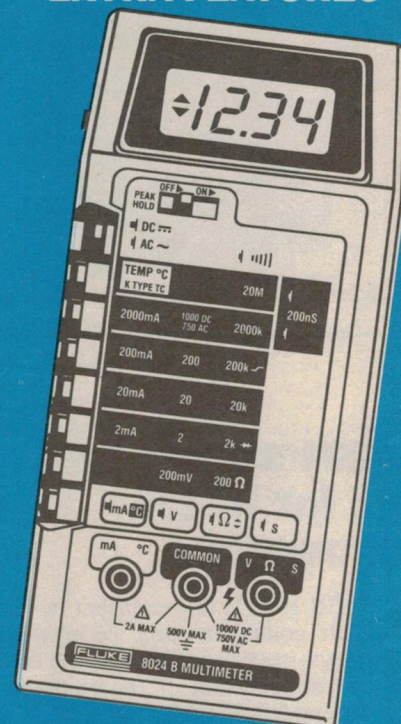 12.34
PEAK HOLD OFF ON
DC
AC ~
TEMP °C
K TYPE TC
20M
200nS
2000mA 1000 DC 750 AC 2000k
200mA 200 200k
20mA 20 20k
2mA 2 2k
200mV 200 Ω
mA °C V Ω S
mA °C COMMON V Ω S
2A MAX 500V MAX 1000V DC
750V AC
MAX
FLUKE 8024 B MULTIMETER